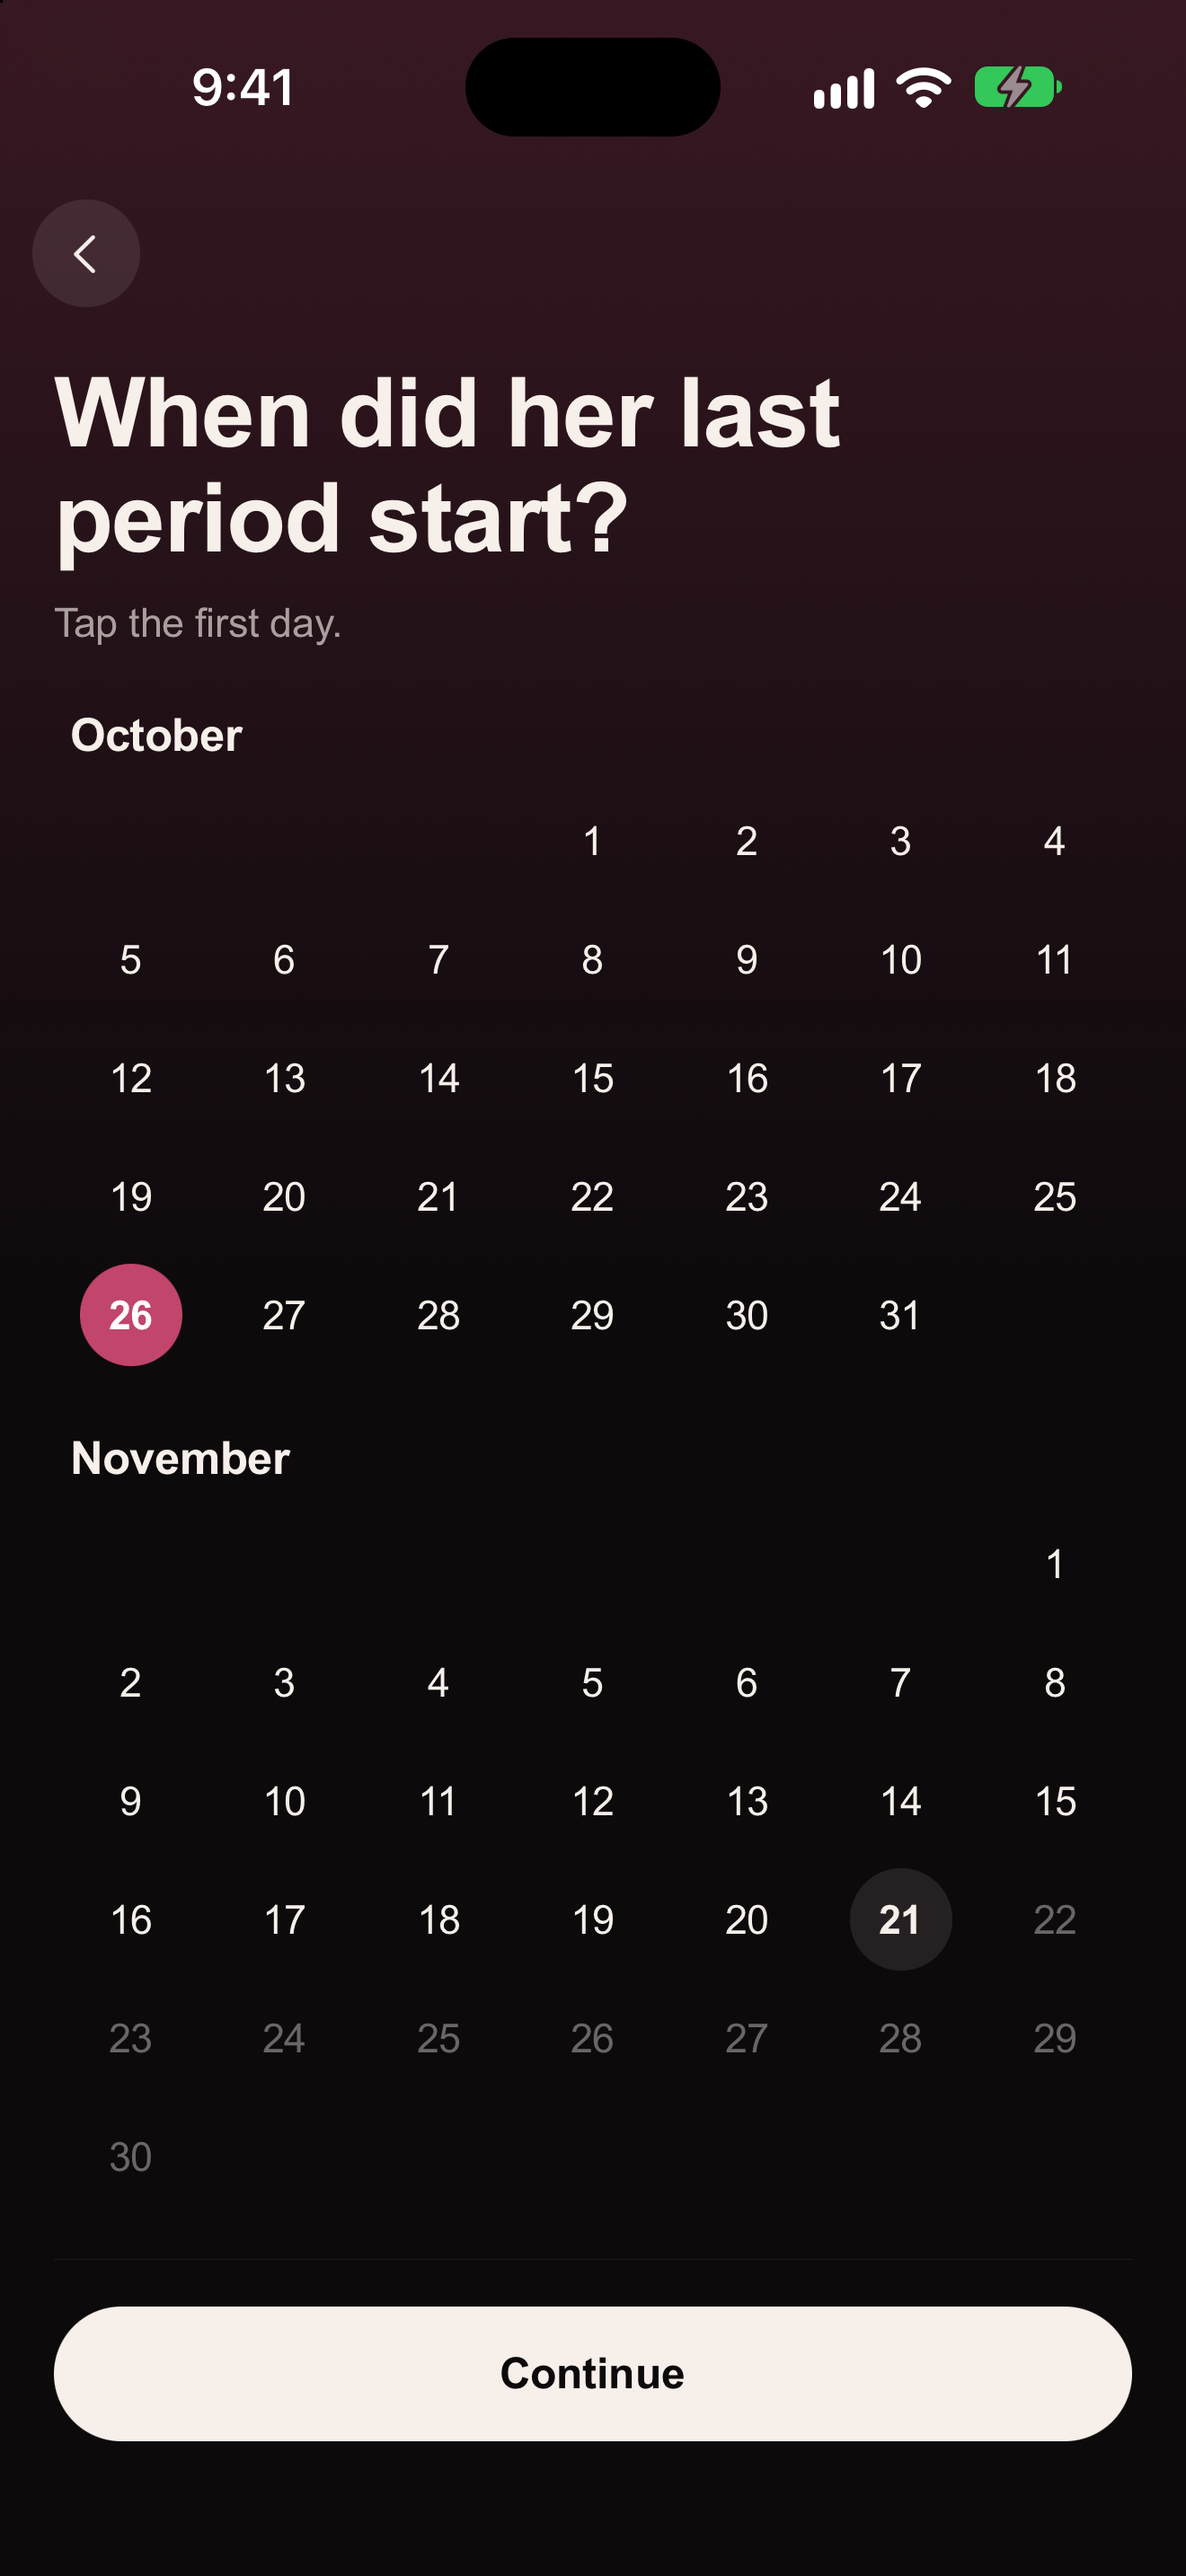 9:41
When did her last
period start?
Tap the first day.
October
1 2 3 4
5 6 7 8 9 10 11
12 13 14 15 16 17 18
19 20 21 22 23 24 25
26 27 28 29 30 31
November
1
2 3 4 5 6 7 8
9 10 11 12 13 14 15
16 17 18 19 20 21 22
23 24 25 26 27 28 29
30
Continue